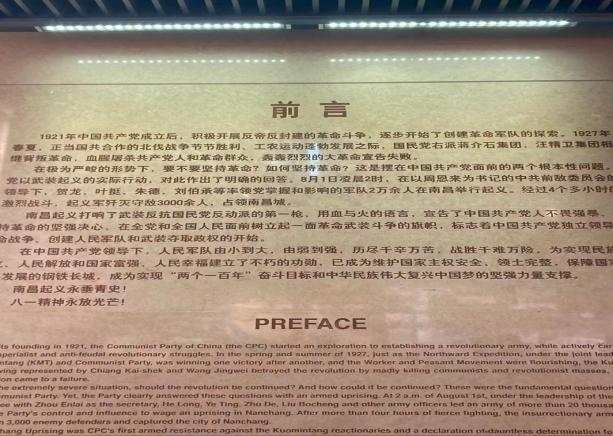 前言
1921年中国共产党成立后，积极开展反帝反封建的革命斗争，逐步开始了创建革命军队的探索。1927年
春夏，正当国共合作的北伐战争节节胜利、工农运动蓬勃发展之际，国民党右派蒋介石集团、汪精卫集团相
继背叛革命，血腥屠杀共产党人和革命群众，轰轰烈烈的大革命宣告失败。
在极为严峻的形势下，要不要坚持革命？如何坚持革命？这是摆在中国共产党面前的两个根本性问题。
党以武装起义的实际行动，对此作出了明确的回答。8月1日凌晨2时，在以周恩来为书记的中共前敌委员会的
领导下，贺龙、叶挺、朱德、刘伯承等率领党掌握和影响的军队2万余人在南昌举行起义。经过4个多小时的
激烈战斗，起义军歼灭守敌3000余人，占领南昌城。
南昌起义打响了武装反抗国民党反动派的第一枪，用血与火的语言，宣告了中国共产党人不畏强暴、
持革命的坚强决心，在全党和全国人民面前树立起一面革命武装斗争的旗帜，标志着中国共产党独立领导
命战争、创建人民军队和武装夺取政权的开始。
在中国共产党领导下，人民军队由小到大，由弱到强，历尽千辛万苦，战胜千难万险，为实现民族
、人民解放和国家富强、人民幸福建立了不朽的功勋，已成为维护国家主权安全、领土完整，保障国家
发展的钢铁长城，成为实现“两个一百年”奋斗目标和中华民族伟大复兴中国梦的坚强力量支撑。
南昌起义永垂青史！
八一精神永放光芒！
PREFACE
its founding in 1921, the Communist Party of China (the CPC) started an exploration to establishing a revolutionary army, while actively car
perialist and anti-feudal revolutionary struggles. In the spring and summer of 1927, just as the Northward Expedition, under the joint lead
ntang (KMT) and Communist Party, was winning one victory after another, and the Worker and Peasant Movement were flourishing, the Ku
ving represented by Chiang Kai-shek and Wang Jingwei betrayed the revolution by madly killing communists and revolutionist masses.
ion came to a failure.
he extremely severe situation, should the revolution be continued? And how could it be continued? These were the fundamental question
mmunist Party. Yet, the Party clearly answered these questions with an armed uprising. At 2 a.m. of August 1st, under the leadership of the
tee with Zhou Enlai as the secretary, He Long, Ye Ting, Zhu De, Liu Bocheng and other army officers led an army of more than 20 thousa
e Party's control and influence to wage an uprising in Nanchang. After more than four hours of fierce fighting, the insurrectionary arm
n 3,000 enemy defenders and captured the city of Nanchang.
hang Uprising was CPC's first armed resistance against the Kuomintang reactionaries and a declaration of dauntless determination to